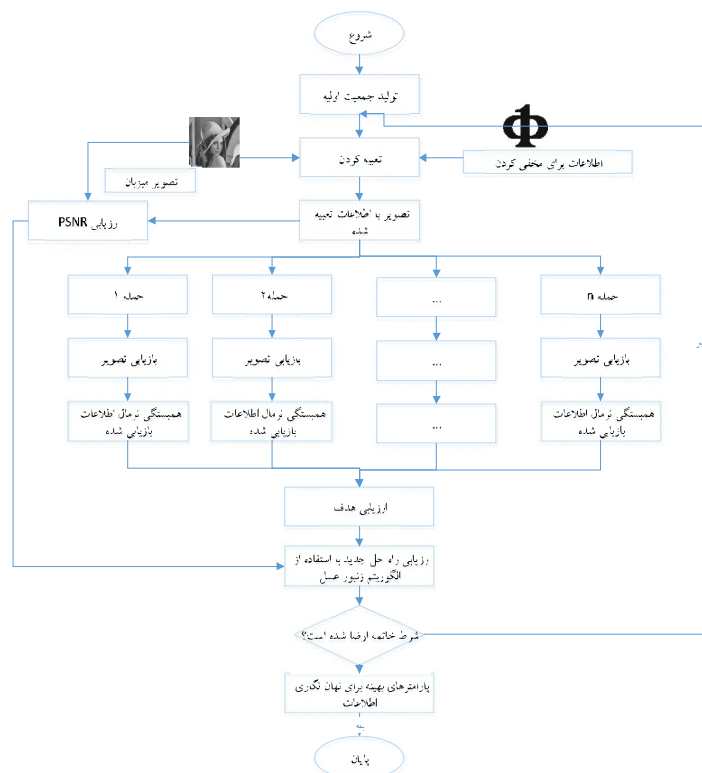 شروع
تولید جمعیت اولیه
تعبیه کردن
اطلاعات برای مخفی کردن
تصویر میزبان
ارزیابی PSNR
تصویر با اطلاعات تعبیه
شده
حمله ۱
حمله ۲
...
حمله n
بازیابی تصویر
بازیابی تصویر
...
بازیابی تصویر
همبستگی نرمال اطلاعات
بازیابی شده
همبستگی نرمال اطلاعات
بازیابی شده
...
همبستگی نرمال اطلاعات
بازیابی شده
ارزیابی هدف
ارزیابی راه حل جدید با استفاده از
الگوریتم زنبور عسل
شرط خاتمه ارضا شده است؟
پارامترهای بهینه برای نهان نگاری
اطلاعات
پایان